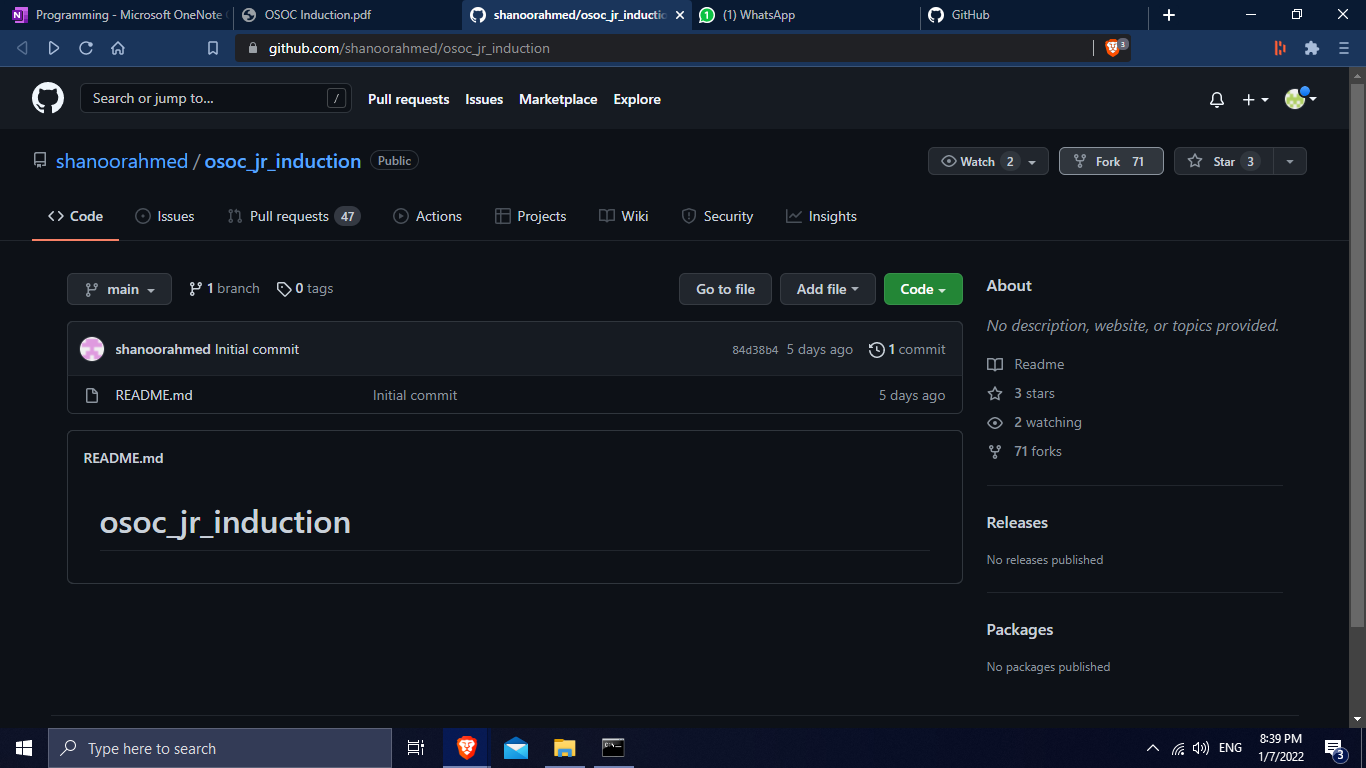 Programming - Microsoft OneNote
OSOC Induction.pdf
shanoorahmed/osoc_jr_inductio
(1) WhatsApp
GitHub
github.com/shanoorahmed/osoc_jr_induction
3
Search or jump to...
/
Pull requests
Issues
Marketplace
Explore
shanoorahmed / osoc_jr_induction
Public
Watch 2
Fork 71
Star 3
Code
Issues
Pull requests 47
Actions
Projects
Wiki
Security
Insights
main
1 branch
0 tags
Go to file
Add file
Code
shanoorahmed Initial commit
84d38b4 5 days ago
1 commit
README.md
Initial commit
5 days ago
README.md
osoc_jr_induction
About
No description, website, or topics provided.
Readme
3 stars
2 watching
71 forks
Releases
No releases published
Packages
No packages published
Type here to search
ENG
8:39 PM
1/7/2022
3